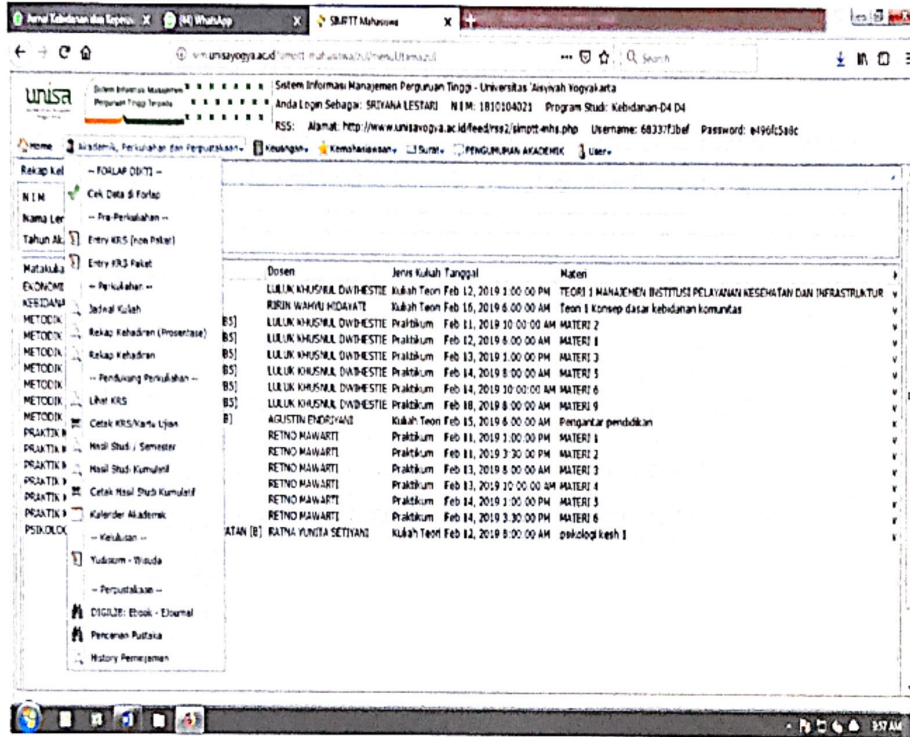 Jurnal Kebidanan dan Keperaw X (44) WhatsApp X SIMPTT Mahasiswa X +
Search
unisa
Sistem Informasi Manajemen
Perguruan Tinggi Terpadu
Sistem Informasi Manajemen Perguruan Tinggi - Universitas 'Aisyiyah Yogyakarta
Anda Login Sebagai: SRIYANA LESTARI N I M: 1810104021 Program Studi: Kebidanan-D4 D4
RSS: Alamat: http://www.unisayogya.ac.id/feed/rss2/simptt-mhs.php Username: Password:
Home Akademik, Perkuliahan dan Perpustakaan Keuangan Kemahasiswaan Surat PENGUMUMAN AKADEMIK User
Rekap Kel
N I M
Nama Len
Tahun Ak
-- FORLAP DIKTI --
Cek Data di Forlap
-- Pra-Perkuliahan --
Entry KRS [non Paket]
Entry KRS Paket
-- Perkuliahan --
Jadwal Kuliah
Rekap Kehadiran (Prosentase)
Rekap Kehadiran
-- Pendukung Perkuliahan --
Lihat KRS
Cetak KRS/Kartu Ujian
Hasil Studi / Semester
Hasil Studi Kumulatif
Cetak Hasil Studi Kumulatif
Kalender Akademik
-- Kelulusan --
Yudisium - Wisuda
-- Perpustakaan --
DIGILIB: Ebook - EJournal
Pencarian Pustaka
History Peminjaman
Matakulia Dosen Jenis Kuliah Tanggal Materi
EKONOMI LULUK KHUSNUL DWIHESTIE Kuliah Teori Feb 12, 2019 1:00:00 PM TEORI 1 MANAJEMEN INSTITUSI PELAYANAN KESEHATAN DAN INFRASTRUKTUR
KEBIDANA RIRIN WAHYU HIDAYATI Kuliah Teori Feb 16, 2019 6:00:00 AM Teori 1 Konsep dasar kebidanan komunitas
METODIK B5] LULUK KHUSNUL DWIHESTIE Praktikum Feb 11, 2019 10:00:00 AM MATERI 2
METODIK B5] LULUK KHUSNUL DWIHESTIE Praktikum Feb 12, 2019 8:00:00 AM MATERI 1
METODIK B5] LULUK KHUSNUL DWIHESTIE Praktikum Feb 13, 2019 1:00:00 PM MATERI 3
METODIK B5] LULUK KHUSNUL DWIHESTIE Praktikum Feb 14, 2019 8:00:00 AM MATERI 5
METODIK B5] LULUK KHUSNUL DWIHESTIE Praktikum Feb 14, 2019 10:00:00 AM MATERI 6
METODIK B5] LULUK KHUSNUL DWIHESTIE Praktikum Feb 18, 2019 8:00:00 AM MATERI 9
METODIK B] AGUSTIN ENDRIYANI Kuliah Teori Feb 15, 2019 6:00:00 AM Pengantar pendidikan
PRAKTIK RETNO MAWARTI Praktikum Feb 11, 2019 1:00:00 PM MATERI 1
PRAKTIK RETNO MAWARTI Praktikum Feb 11, 2019 3:30:00 PM MATERI 2
PRAKTIK RETNO MAWARTI Praktikum Feb 13, 2019 8:00:00 AM MATERI 3
PRAKTIK RETNO MAWARTI Praktikum Feb 13, 2019 10:00:00 AM MATERI 4
PRAKTIK RETNO MAWARTI Praktikum Feb 14, 2019 1:00:00 PM MATERI 5
PRAKTIK RETNO MAWARTI Praktikum Feb 14, 2019 3:30:00 PM MATERI 6
PSIKOLOG ATAN [B] RATNA YUNITA SETIYANI Kuliah Teori Feb 12, 2019 8:00:00 AM psikologi kesh 1
9:57 AM